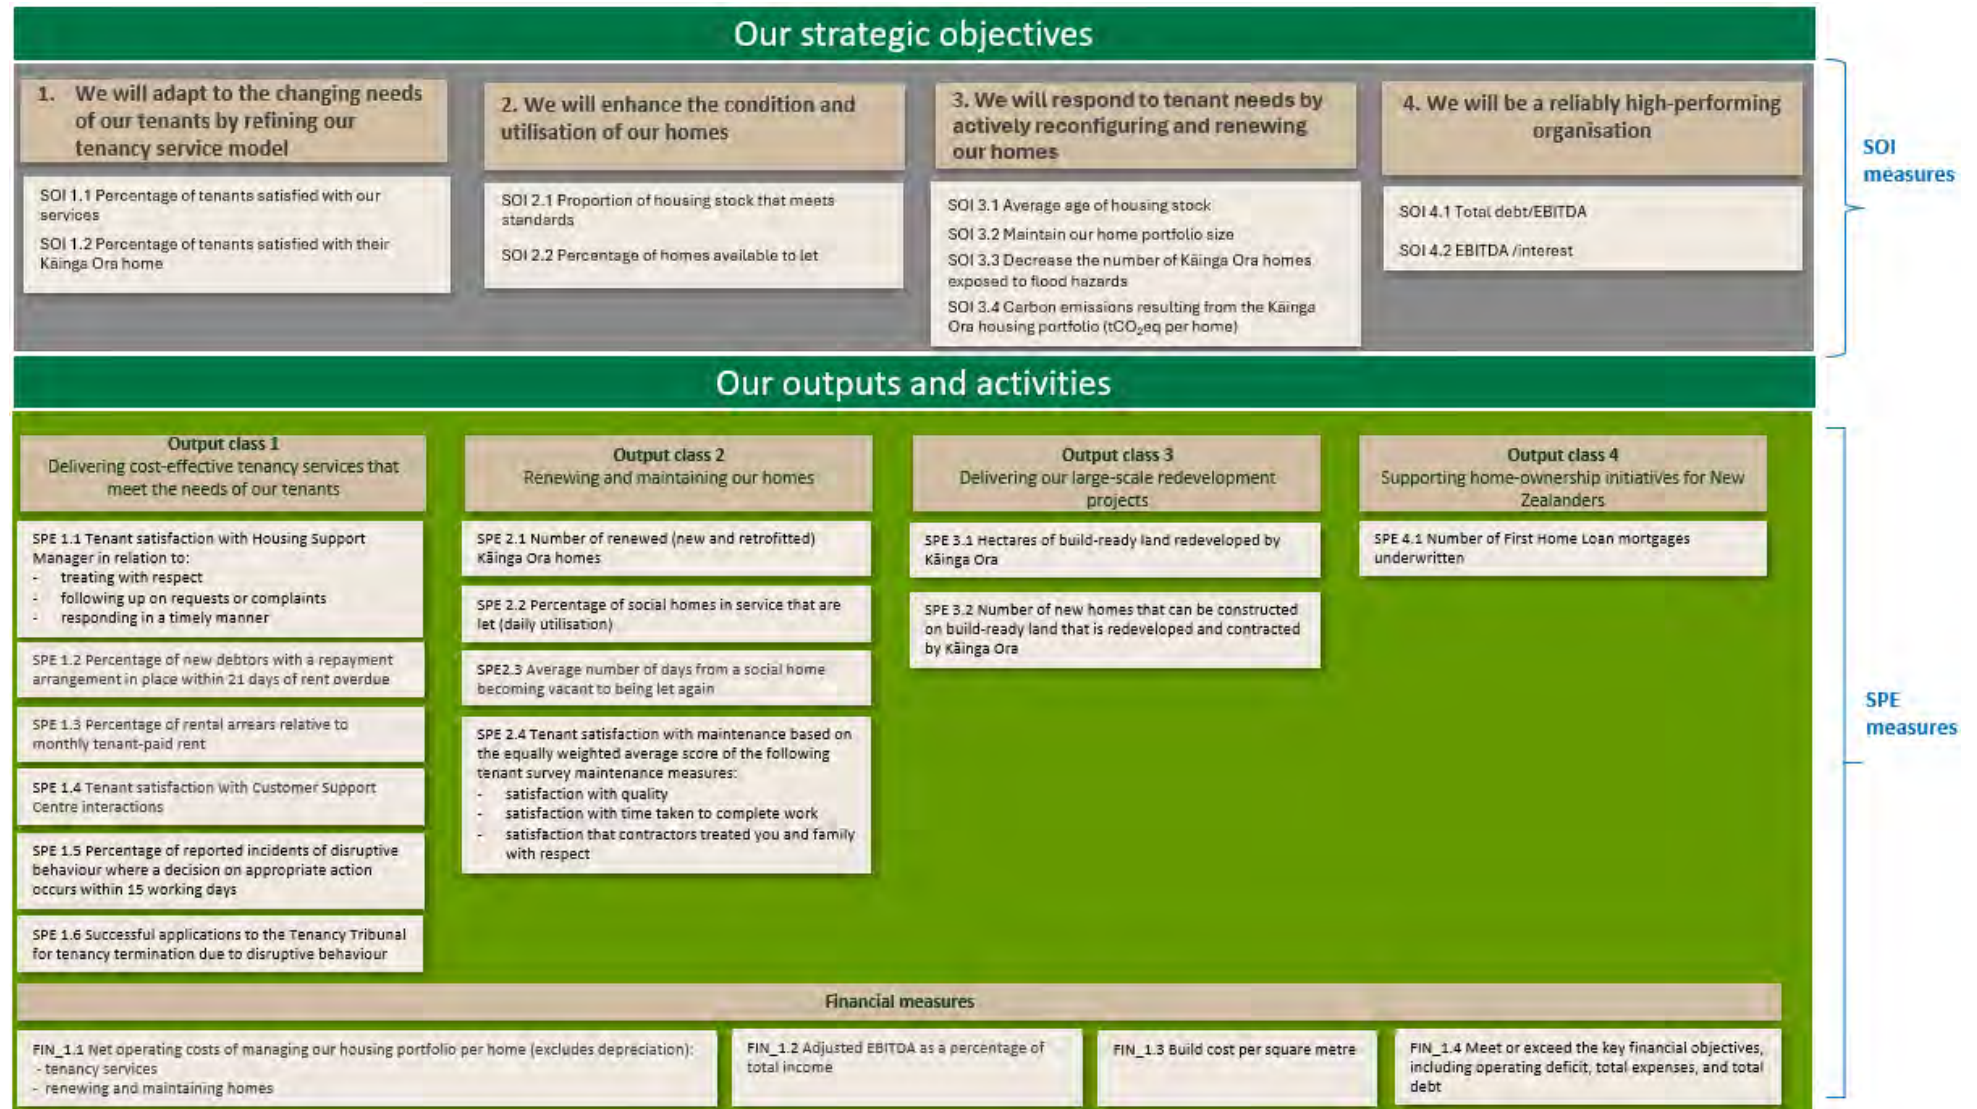 Our strategic objectives
1. We will adapt to the changing needs
of our tenants by refining our
tenancy service model
SOI 1.1 Percentage of tenants satisfied with our
services
SOI 1.2 Percentage of tenants satisfied with their
Kāinga Ora home
2. We will enhance the condition and
utilisation of our homes
SOI 2.1 Proportion of housing stock that meets
standards
SOI 2.2 Percentage of homes available to let
3. We will respond to tenant needs by
actively reconfiguring and renewing
our homes
SOI 3.1 Average age of housing stock
SOI 3.2 Maintain our home portfolio size
SOI 3.3 Decrease the number of Kāinga Ora homes
exposed to flood hazards
SOI 3.4 Carbon emissions resulting from the Kāinga
Ora housing portfolio (tCO₂eq per home)
4. We will be a reliably high-performing
organisation
SOI 4.1 Total debt/EBITDA
SOI 4.2 EBITDA /interest
SOI
measures
Our outputs and activities
Output class 1
Delivering cost-effective tenancy services that
meet the needs of our tenants
SPE 1.1 Tenant satisfaction with Housing Support
Manager in relation to:
- treating with respect
- following up on requests or complaints
- responding in a timely manner
SPE 1.2 Percentage of new debtors with a repayment
arrangement in place within 21 days of rent overdue
SPE 1.3 Percentage of rental arrears relative to
monthly tenant-paid rent
SPE 1.4 Tenant satisfaction with Customer Support
Centre interactions
SPE 1.5 Percentage of reported incidents of disruptive
behaviour where a decision on appropriate action
occurs within 15 working days
SPE 1.6 Successful applications to the Tenancy Tribunal
for tenancy termination due to disruptive behaviour
Output class 2
Renewing and maintaining our homes
SPE 2.1 Number of renewed (new and retrofitted)
Kāinga Ora homes
SPE 2.2 Percentage of social homes in service that are
let (daily utilisation)
SPE2.3 Average number of days from a social home
becoming vacant to being let again
SPE 2.4 Tenant satisfaction with maintenance based on
the equally weighted average score of the following
tenant survey maintenance measures:
- satisfaction with quality
- satisfaction with time taken to complete work
- satisfaction that contractors treated you and family
with respect
Output class 3
Delivering our large-scale redevelopment
projects
SPE 3.1 Hectares of build-ready land redeveloped by
Kāinga Ora
SPE 3.2 Number of new homes that can be constructed
on build-ready land that is redeveloped and contracted
by Kāinga Ora
Output class 4
Supporting home-ownership initiatives for New
Zealanders
SPE 4.1 Number of First Home Loan mortgages
underwritten
SPE
measures
Financial measures
FIN_1.1 Net operating costs of managing our housing portfolio per home (excludes depreciation):
- tenancy services
- renewing and maintaining homes
FIN_1.2 Adjusted EBITDA as a percentage of
total income
FIN_1.3 Build cost per square metre
FIN_1.4 Meet or exceed the key financial objectives,
including operating deficit, total expenses, and total
debt